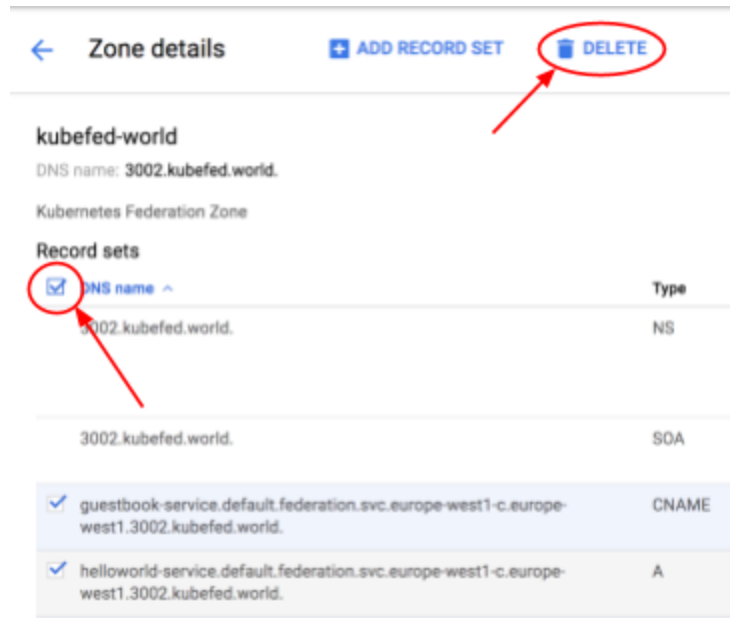 Zone details ADD RECORD SET DELETE
kubefed-world
DNS name: 3002.kubefed.world.
Kubernetes Federation Zone
Record sets
DNS name Type
3002.kubefed.world. NS
3002.kubefed.world. SOA
guestbook-service.default.federation.svc.europe-west1-c.europe- CNAME
west1.3002.kubefed.world.
helloworld-service.default.federation.svc.europe-west1-c.europe- A
west1.3002.kubefed.world.